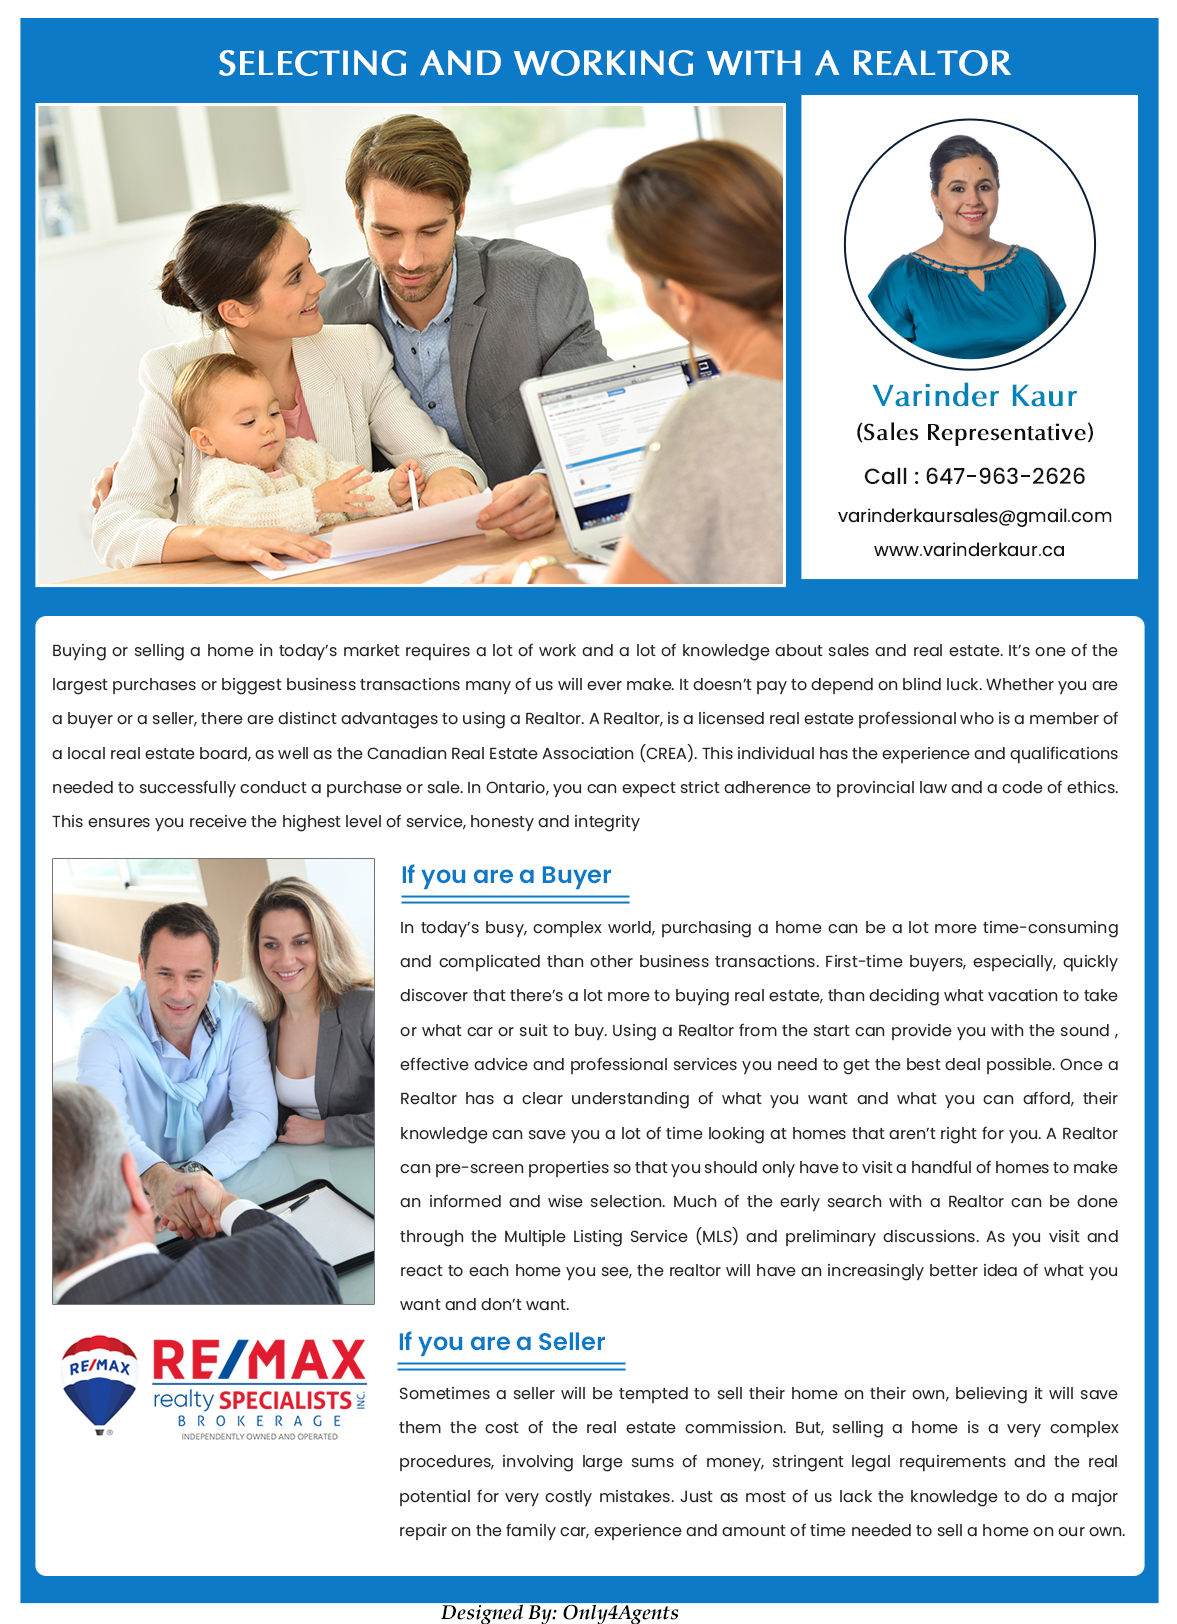 SELECTING AND WORKING WITH A REALTOR
Varinder Kaur
(Sales Representative)
Call : 647-963-2626
varinderkaursales@gmail.com
www.varinderkaur.ca
Buying or selling a home in today’s market requires a lot of work and a lot of knowledge about sales and real estate. It’s one of the
largest purchases or biggest business transactions many of us will ever make. It doesn’t pay to depend on blind luck. Whether you are
a buyer or a seller, there are distinct advantages to using a Realtor. A Realtor, is a licensed real estate professional who is a member of
a local real estate board, as well as the Canadian Real Estate Association (CREA). This individual has the experience and qualifications
needed to successfully conduct a purchase or sale. In Ontario, you can expect strict adherence to provincial law and a code of ethics.
This ensures you receive the highest level of service, honesty and integrity
If you are a Buyer
In today’s busy, complex world, purchasing a home can be a lot more time-consuming
and complicated than other business transactions. First-time buyers, especially, quickly
discover that there’s a lot more to buying real estate, than deciding what vacation to take
or what car or suit to buy. Using a Realtor from the start can provide you with the sound ,
effective advice and professional services you need to get the best deal possible. Once a
Realtor has a clear understanding of what you want and what you can afford, their
knowledge can save you a lot of time looking at homes that aren’t right for you. A Realtor
can pre-screen properties so that you should only have to visit a handful of homes to make
an informed and wise selection. Much of the early search with a Realtor can be done
through the Multiple Listing Service (MLS) and preliminary discussions. As you visit and
react to each home you see, the realtor will have an increasingly better idea of what you
want and don’t want.
RE/MAX
®
RE/MAX
realty SPECIALISTS INC.
BROKERAGE
INDEPENDENTLY OWNED AND OPERATED
If you are a Seller
Sometimes a seller will be tempted to sell their home on their own, believing it will save
them the cost of the real estate commission. But, selling a home is a very complex
procedures, involving large sums of money, stringent legal requirements and the real
potential for very costly mistakes. Just as most of us lack the knowledge to do a major
repair on the family car, experience and amount of time needed to sell a home on our own.
Designed By: Only4Agents